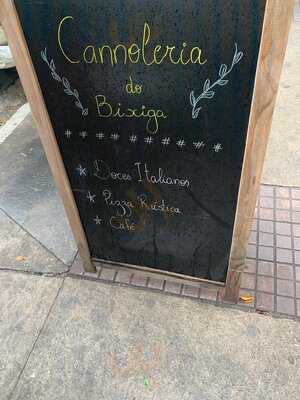 Cannoleria
do
Bixiga
# # # # # # # # # # #
* Doces Italianos
* Pizza Rústica
* Café